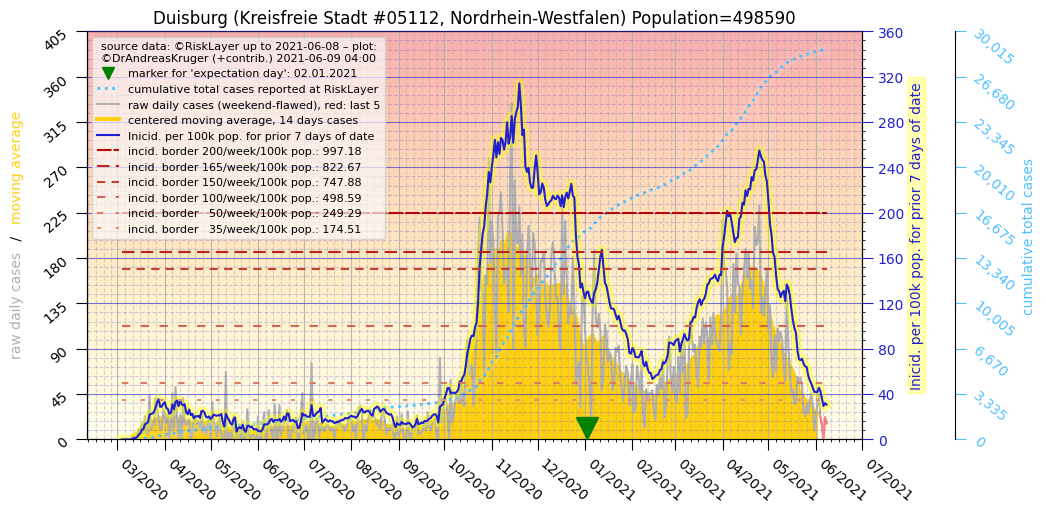 Duisburg (Kreisfreie Stadt #05112, Nordrhein-Westfalen) Population=498590
source data: ©RiskLayer up to 2021-06-08 – plot:
©DrAndreasKruger (+contrib.) 2021-06-09 04:00
marker for 'expectation day': 02.01.2021
cumulative total cases reported at RiskLayer
raw daily cases (weekend-flawed), red: last 5
centered moving average, 14 days cases
Inicid. per 100k pop. for prior 7 days of date
incid. border 200/week/100k pop.: 997.18
incid. border 165/week/100k pop.: 822.67
incid. border 150/week/100k pop.: 747.88
incid. border 100/week/100k pop.: 498.59
incid. border   50/week/100k pop.: 249.29
incid. border   35/week/100k pop.: 174.51
raw daily cases   /   moving average
405
360
315
270
225
180
135
90
45
0
03/2020
04/2020
05/2020
06/2020
07/2020
08/2020
09/2020
10/2020
11/2020
12/2020
01/2021
02/2021
03/2021
04/2021
05/2021
06/2021
07/2021
360
320
280
240
200
160
120
80
40
0
Inicid. per 100k pop. for prior 7 days of date
30,015
26,680
23,345
20,010
16,675
13,340
10,005
6,670
3,335
0
cumulative total cases